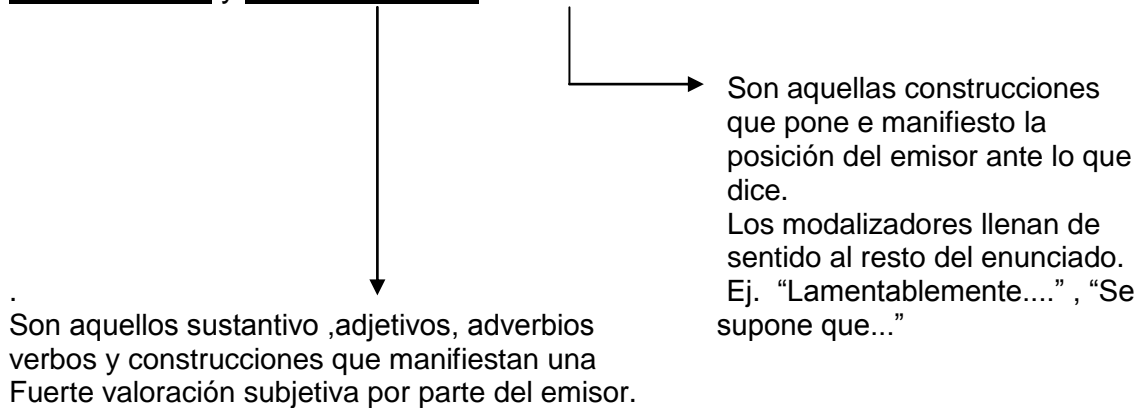 y
Son aquellas construcciones
que pone e manifiesto la
posición del emisor ante lo que
dice.
Los modalizadores llenan de
sentido al resto del enunciado.
Ej. “Lamentablemente....” , “Se
supone que...”
.
Son aquellos sustantivo ,adjetivos, adverbios
verbos y construcciones que manifiestan una
Fuerte valoración subjetiva por parte del emisor.